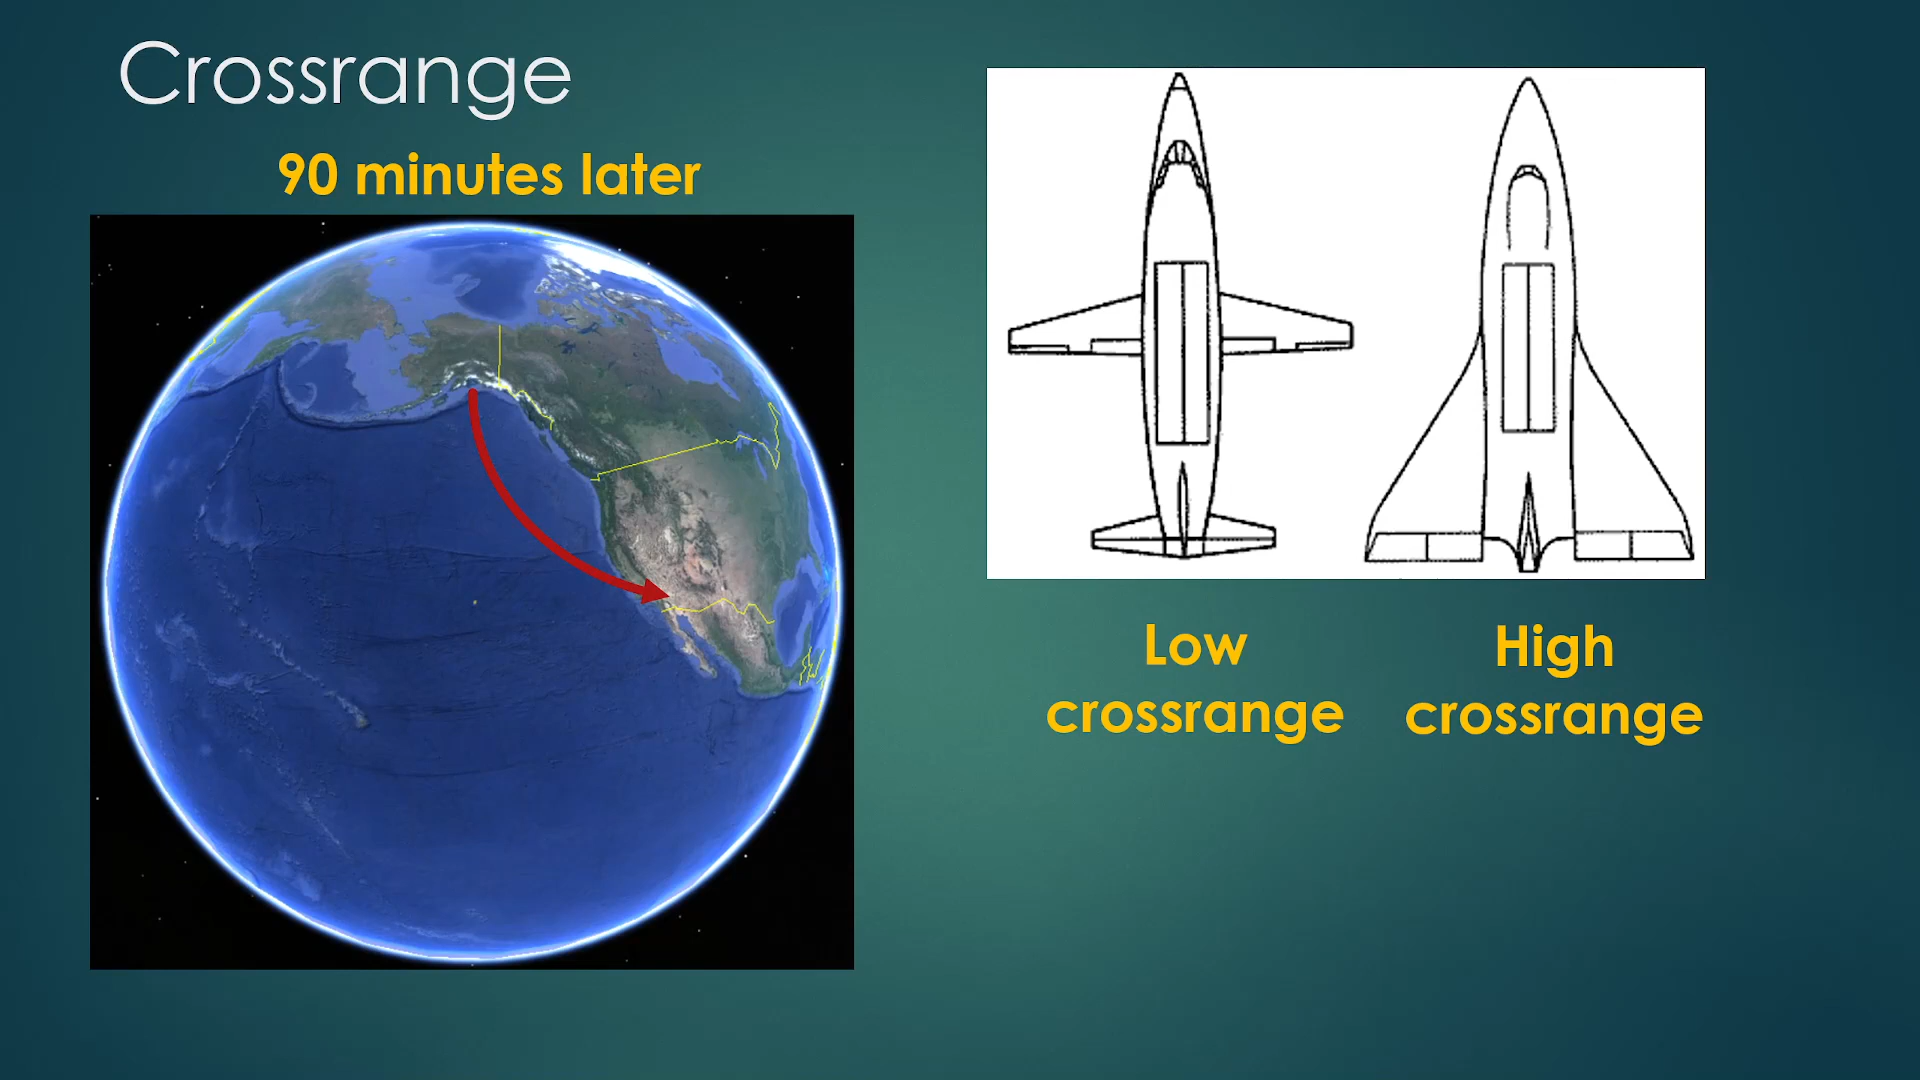 Crossrange
90 minutes later
Low
crossrange
High
crossrange